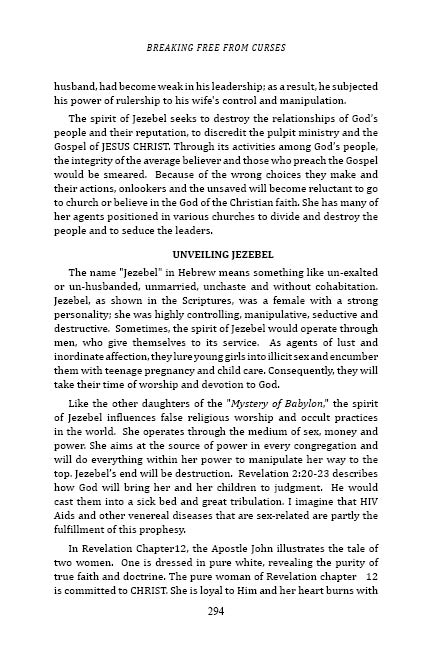 BREAKING FREE FROM CURSES
husband, had become weak in his leadership; as a result, he subjected
his power of rulership to his wife's control and manipulation.
The spirit of Jezebel seeks to destroy the relationships of God's
people and their reputation, to discredit the pulpit ministry and the
Gospel of JESUS CHRIST. Through its activities among God's people,
the integrity of the average believer and those who preach the Gospel
would be smeared. Because of the wrong choices they make and
their actions, onlookers and the unsaved will become reluctant to go
to church or believe in the God of the Christian faith. She has many of
her agents positioned in various churches to divide and destroy the
people and to seduce the leaders.
UNVEILING JEZEBEL
The name "Jezebel" in Hebrew means something like un-exalted
or un-husbanded, unmarried, unchaste and without cohabitation.
Jezebel, as shown in the Scriptures, was a female with a strong
personality; she was highly controlling, manipulative, seductive and
destructive. Sometimes, the spirit of Jezebel would operate through
men, who give themselves to its service. As agents of lust and
inordinate affection, they lure young girls into illicit sex and encumber
them with teenage pregnancy and child care. Consequently, they will
take their time of worship and devotion to God.
Like the other daughters of the "Mystery of Babylon," the spirit
of Jezebel influences false religious worship and occult practices
in the world. She operates through the medium of sex, money and
power. She aims at the source of power in every congregation and
will do everything within her power to manipulate her way to the
top. Jezebel's end will be destruction. Revelation 2:20-23 describes
how God will bring her and her children to judgment. He would
cast them into a sick bed and great tribulation. I imagine that HIV
Aids and other venereal diseases that are sex-related are partly the
fulfillment of this prophesy.
In Revelation Chapter12, the Apostle John illustrates the tale of
two women. One is dressed in pure white, revealing the purity of
true faith and doctrine. The pure woman of Revelation chapter 12
is committed to CHRIST. She is loyal to Him and her heart burns with
294